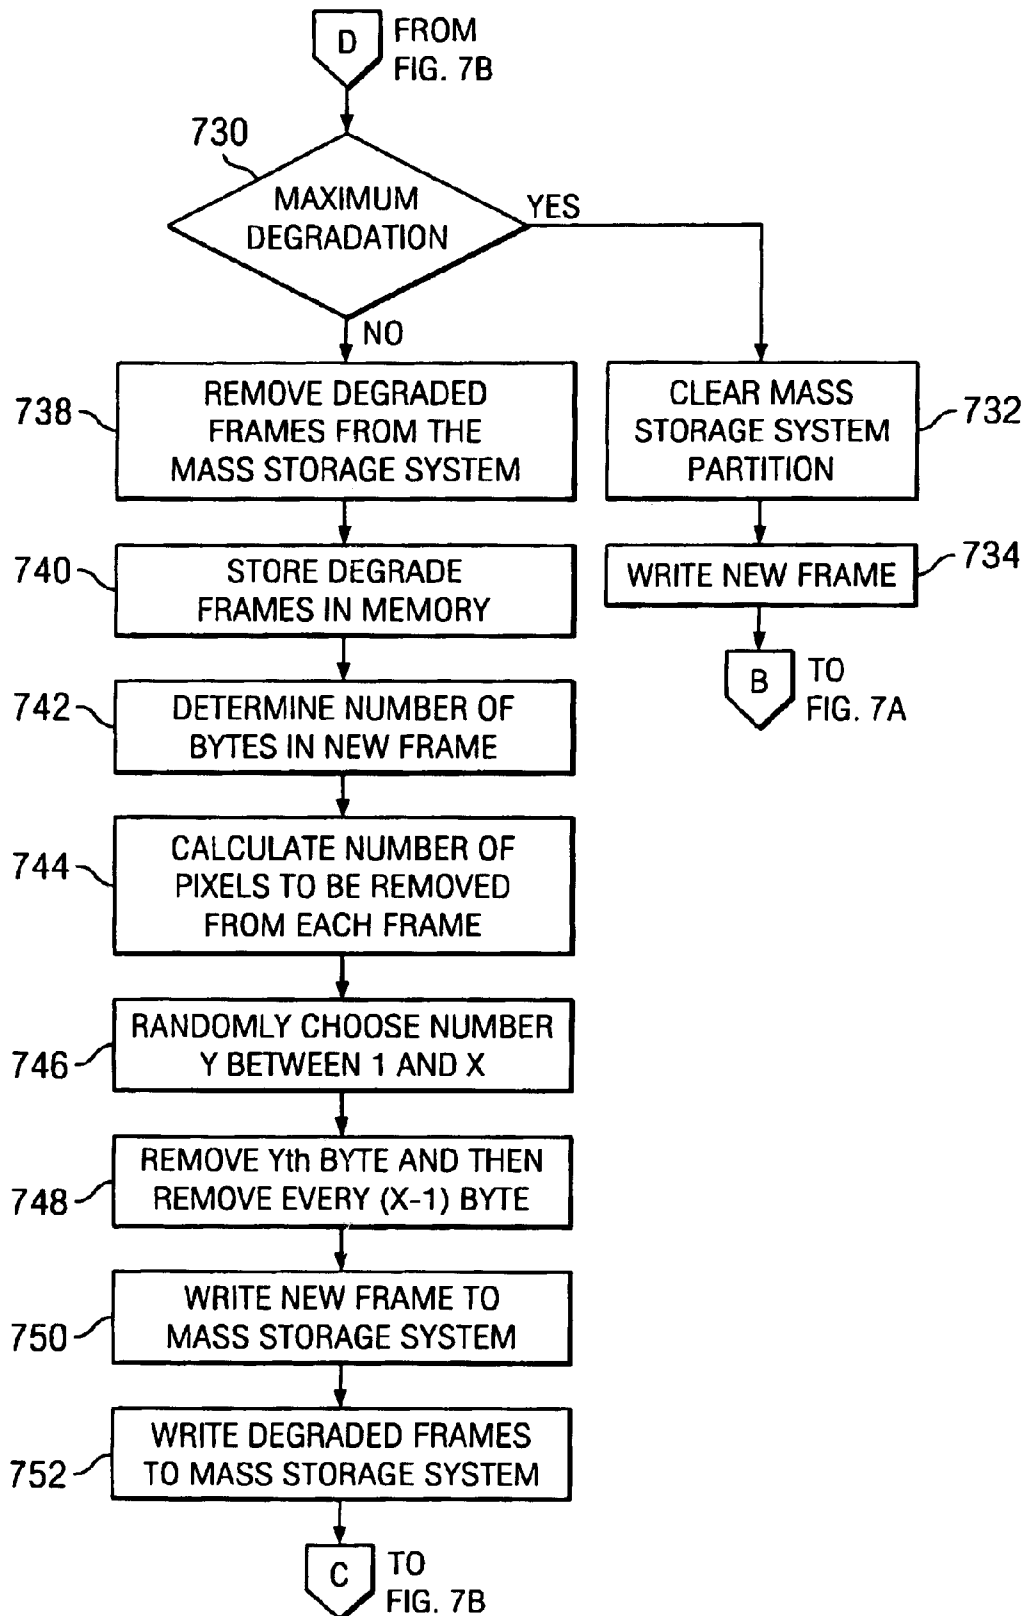 D
FROM
FIG. 7B
730
MAXIMUM
DEGRADATION
YES
NO
738
REMOVE DEGRADED
FRAMES FROM THE
MASS STORAGE SYSTEM
CLEAR MASS
STORAGE SYSTEM
PARTITION
732
740
STORE DEGRADE
FRAMES IN MEMORY
WRITE NEW FRAME
734
B
TO
FIG. 7A
742
DETERMINE NUMBER OF
BYTES IN NEW FRAME
744
CALCULATE NUMBER OF
PIXELS TO BE REMOVED
FROM EACH FRAME
746
RANDOMLY CHOOSE NUMBER
Y BETWEEN 1 AND X
748
REMOVE Yth BYTE AND THEN
REMOVE EVERY (X-1) BYTE
750
WRITE NEW FRAME TO
MASS STORAGE SYSTEM
752
WRITE DEGRADED FRAMES
TO MASS STORAGE SYSTEM
C
TO
FIG. 7B